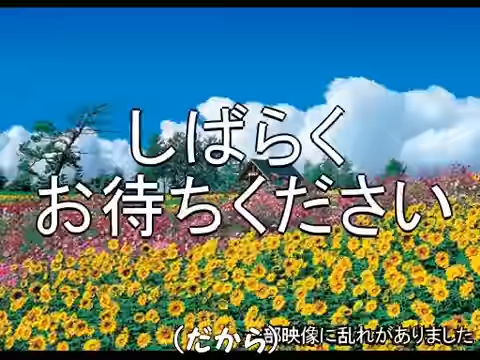 しばらく
お待ちください
(だから)
部映像に乱れがありました